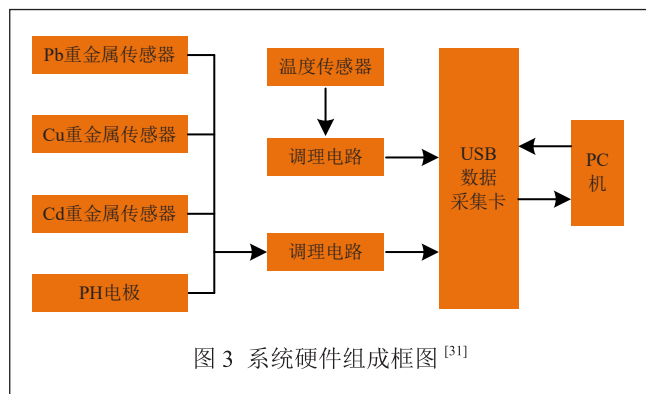 Pb重金属传感器
Cu重金属传感器
Cd重金属传感器
PH电极
温度传感器
调理电路
调理电路
USB
数据
采集卡
PC
机
图 3 系统硬件组成框图 [31]